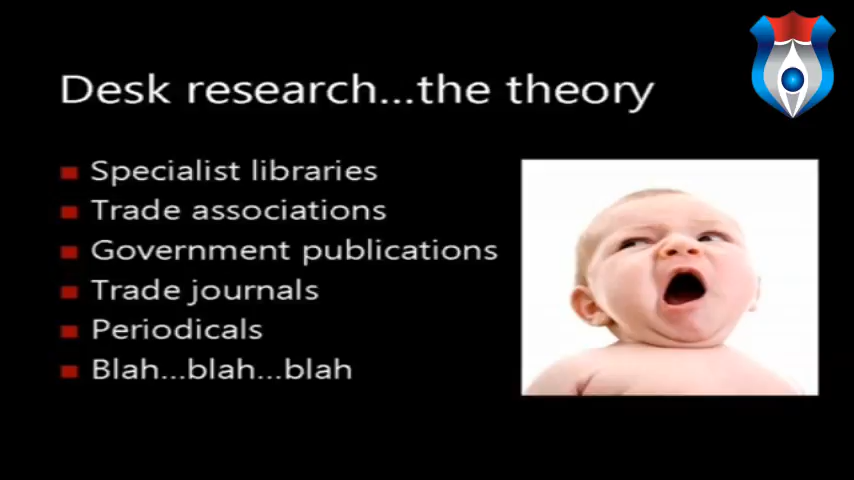 Desk research...the theory
Specialist libraries
Trade associations
Government publications
Trade journals
Periodicals
Blah...blah...blah